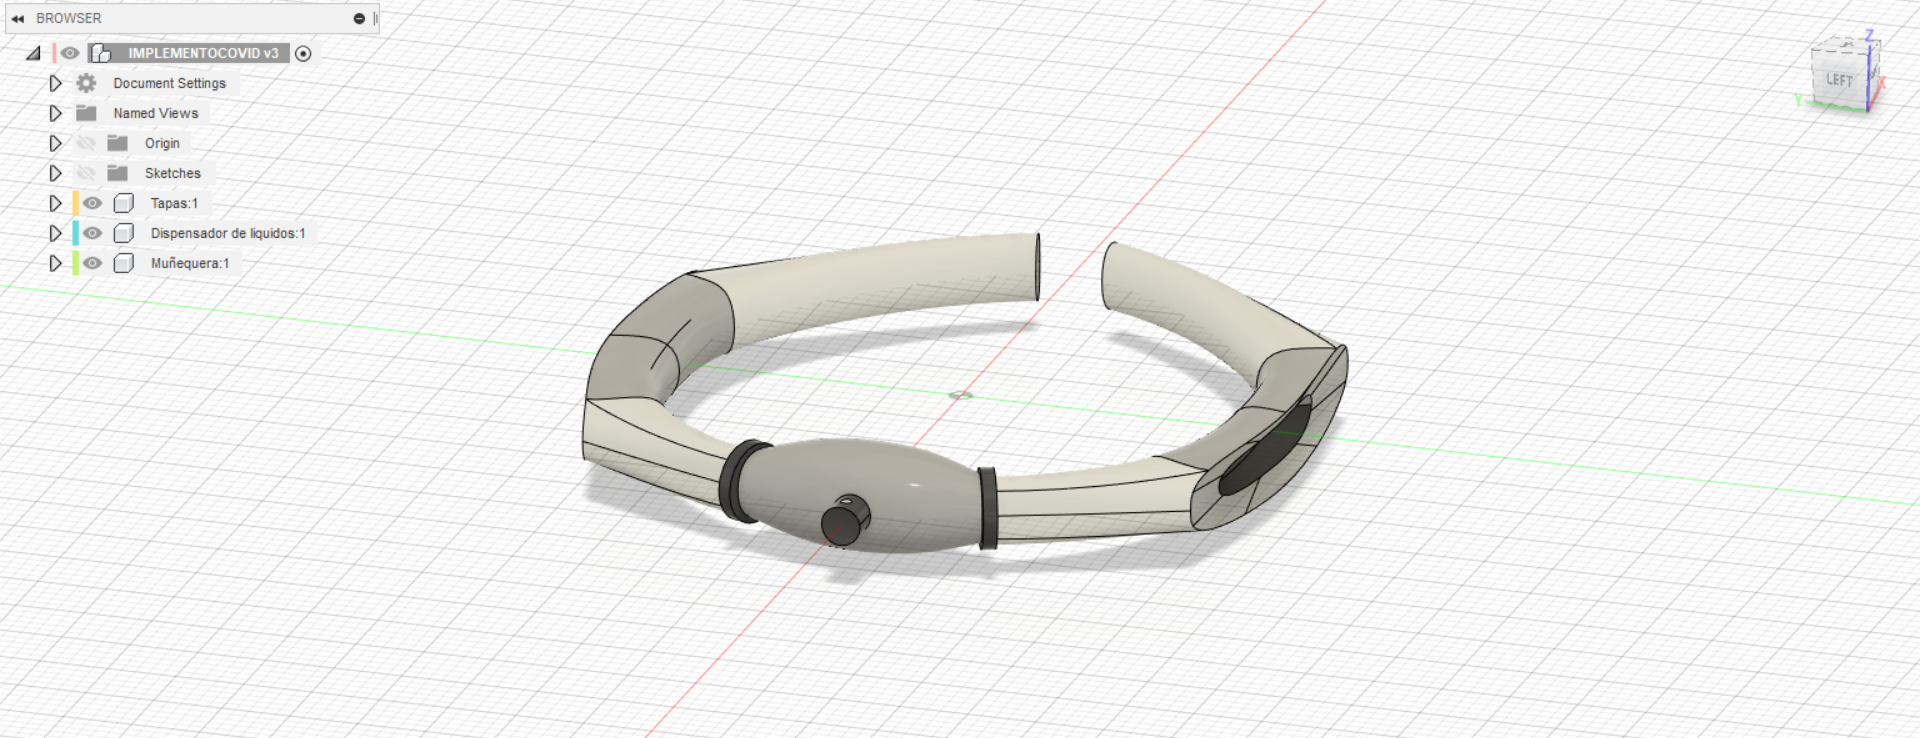 BROWSER
IMPLEMENTOCOVID v3
Document Settings
Named Views
Origin
Sketches
Tapas:1
Dispensador de liquidos:1
Muñequera:1
Z
LEFT
X
Y